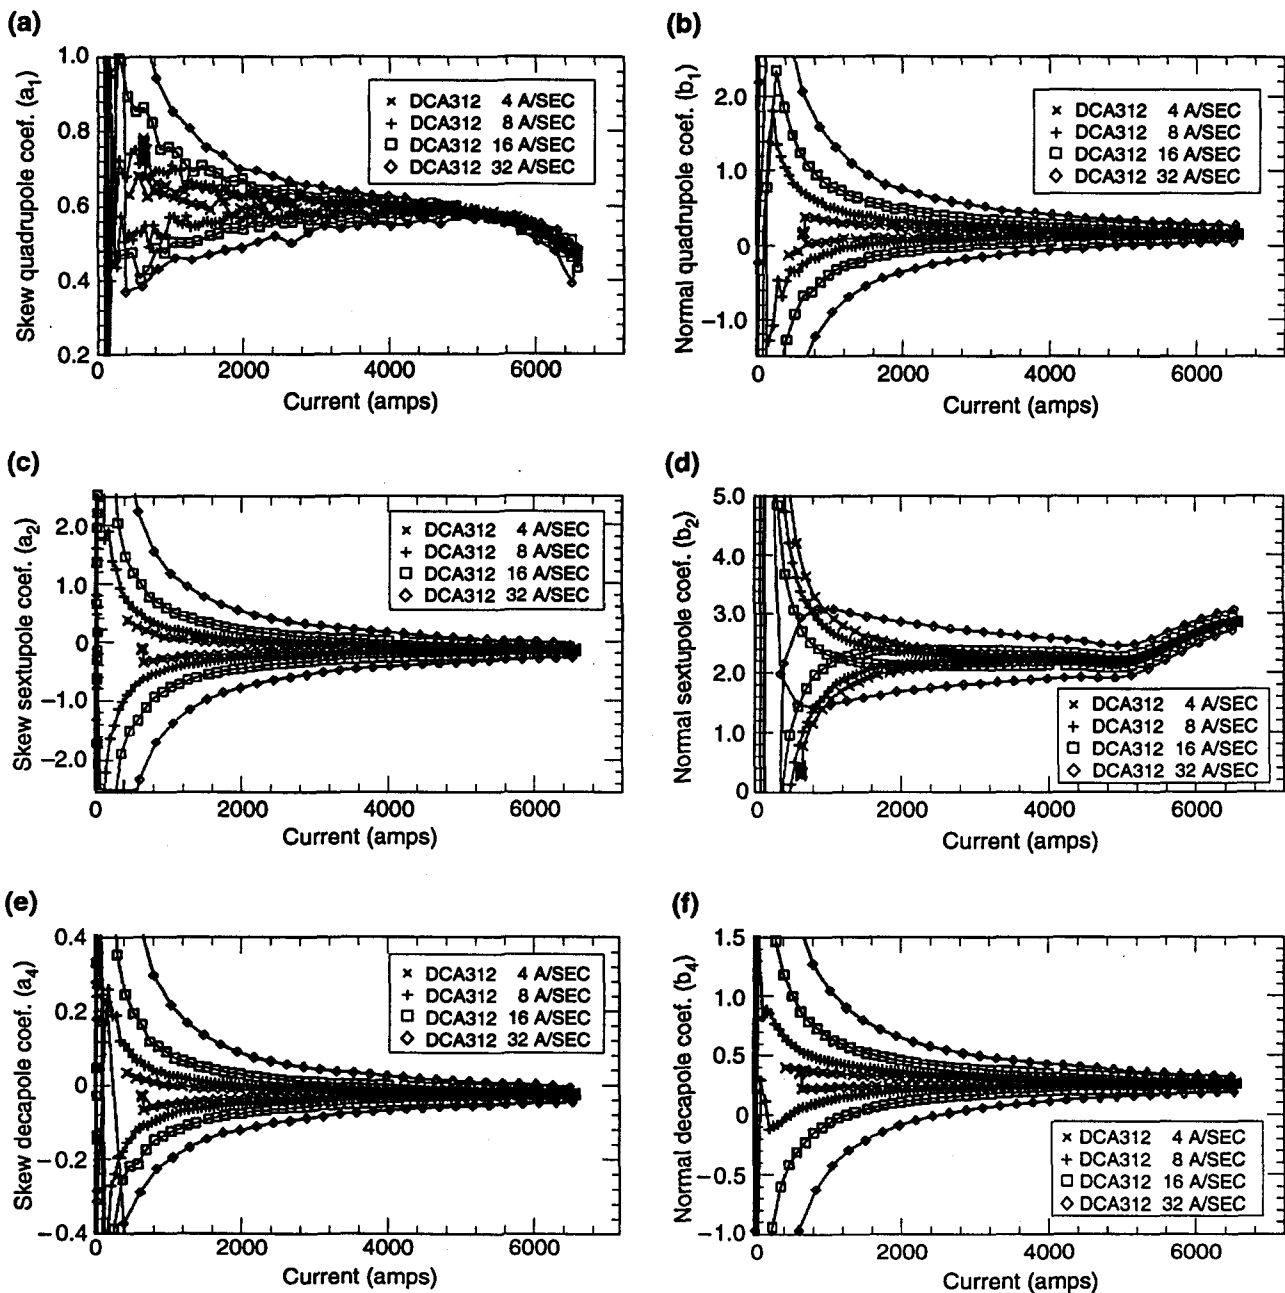 (a)
Skew quadrupole coef. (a1)
1.0
0.8
0.6
0.4
0.2
0
2000
4000
6000
Current (amps)
DCA312 4 A/SEC
DCA312 8 A/SEC
DCA312 16 A/SEC
DCA312 32 A/SEC
(b)
Normal quadrupole coef. (b1)
2.0
1.0
0
−1.0
0
2000
4000
6000
Current (amps)
DCA312 4 A/SEC
DCA312 8 A/SEC
DCA312 16 A/SEC
DCA312 32 A/SEC
(c)
Skew sextupole coef. (a2)
2.0
1.0
0
−1.0
−2.0
0
2000
4000
6000
Current (amps)
DCA312 4 A/SEC
DCA312 8 A/SEC
DCA312 16 A/SEC
DCA312 32 A/SEC
(d)
Normal sextupole coef. (b2)
5.0
4.0
3.0
2.0
1.0
0
0
2000
4000
6000
Current (amps)
DCA312 4 A/SEC
DCA312 8 A/SEC
DCA312 16 A/SEC
DCA312 32 A/SEC
(e)
Skew decapole coef. (a4)
0.4
0.2
0
−0.2
−0.4
0
2000
4000
6000
Current (amps)
DCA312 4 A/SEC
DCA312 8 A/SEC
DCA312 16 A/SEC
DCA312 32 A/SEC
(f)
Normal decapole coef. (b4)
1.5
1.0
0.5
0
−0.5
−1.0
0
2000
4000
6000
Current (amps)
DCA312 4 A/SEC
DCA312 8 A/SEC
DCA312 16 A/SEC
DCA312 32 A/SEC